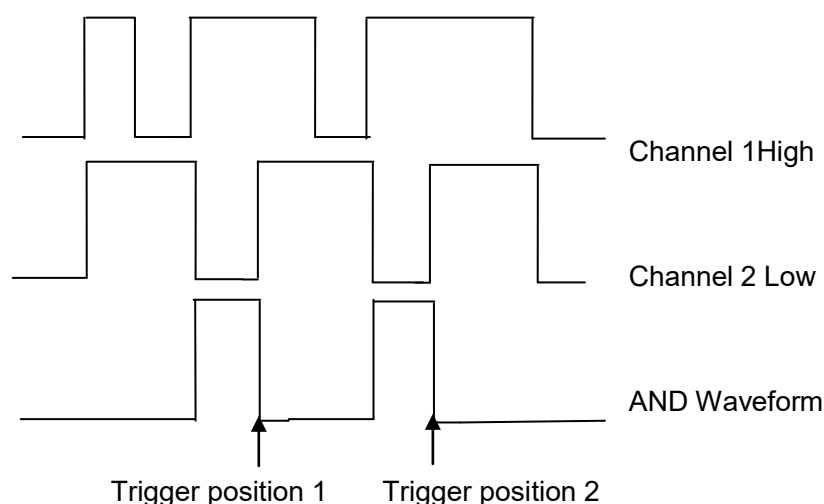 Channel 1High
Channel 2 Low
AND Waveform
Trigger position 1
Trigger position 2